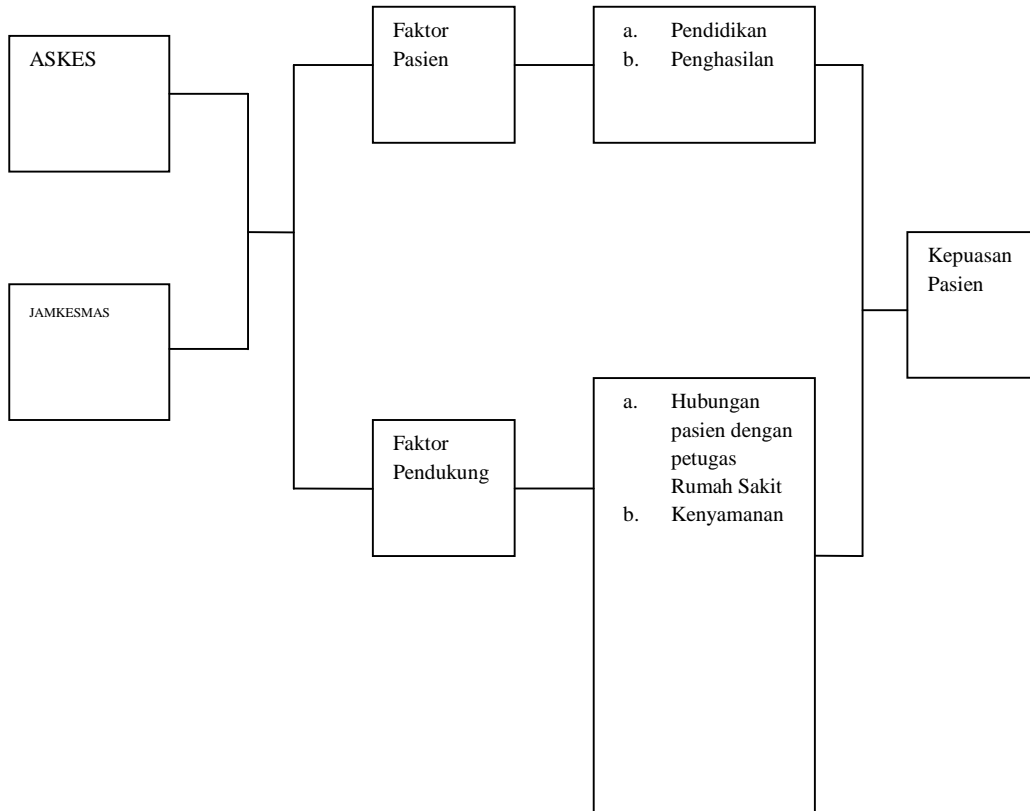 ASKES
JAMKESMAS
Faktor
Pasien
a. Pendidikan
b. Penghasilan
Faktor
Pendukung
a. Hubungan
pasien dengan
petugas
Rumah Sakit
b. Kenyamanan
Kepuasan
Pasien